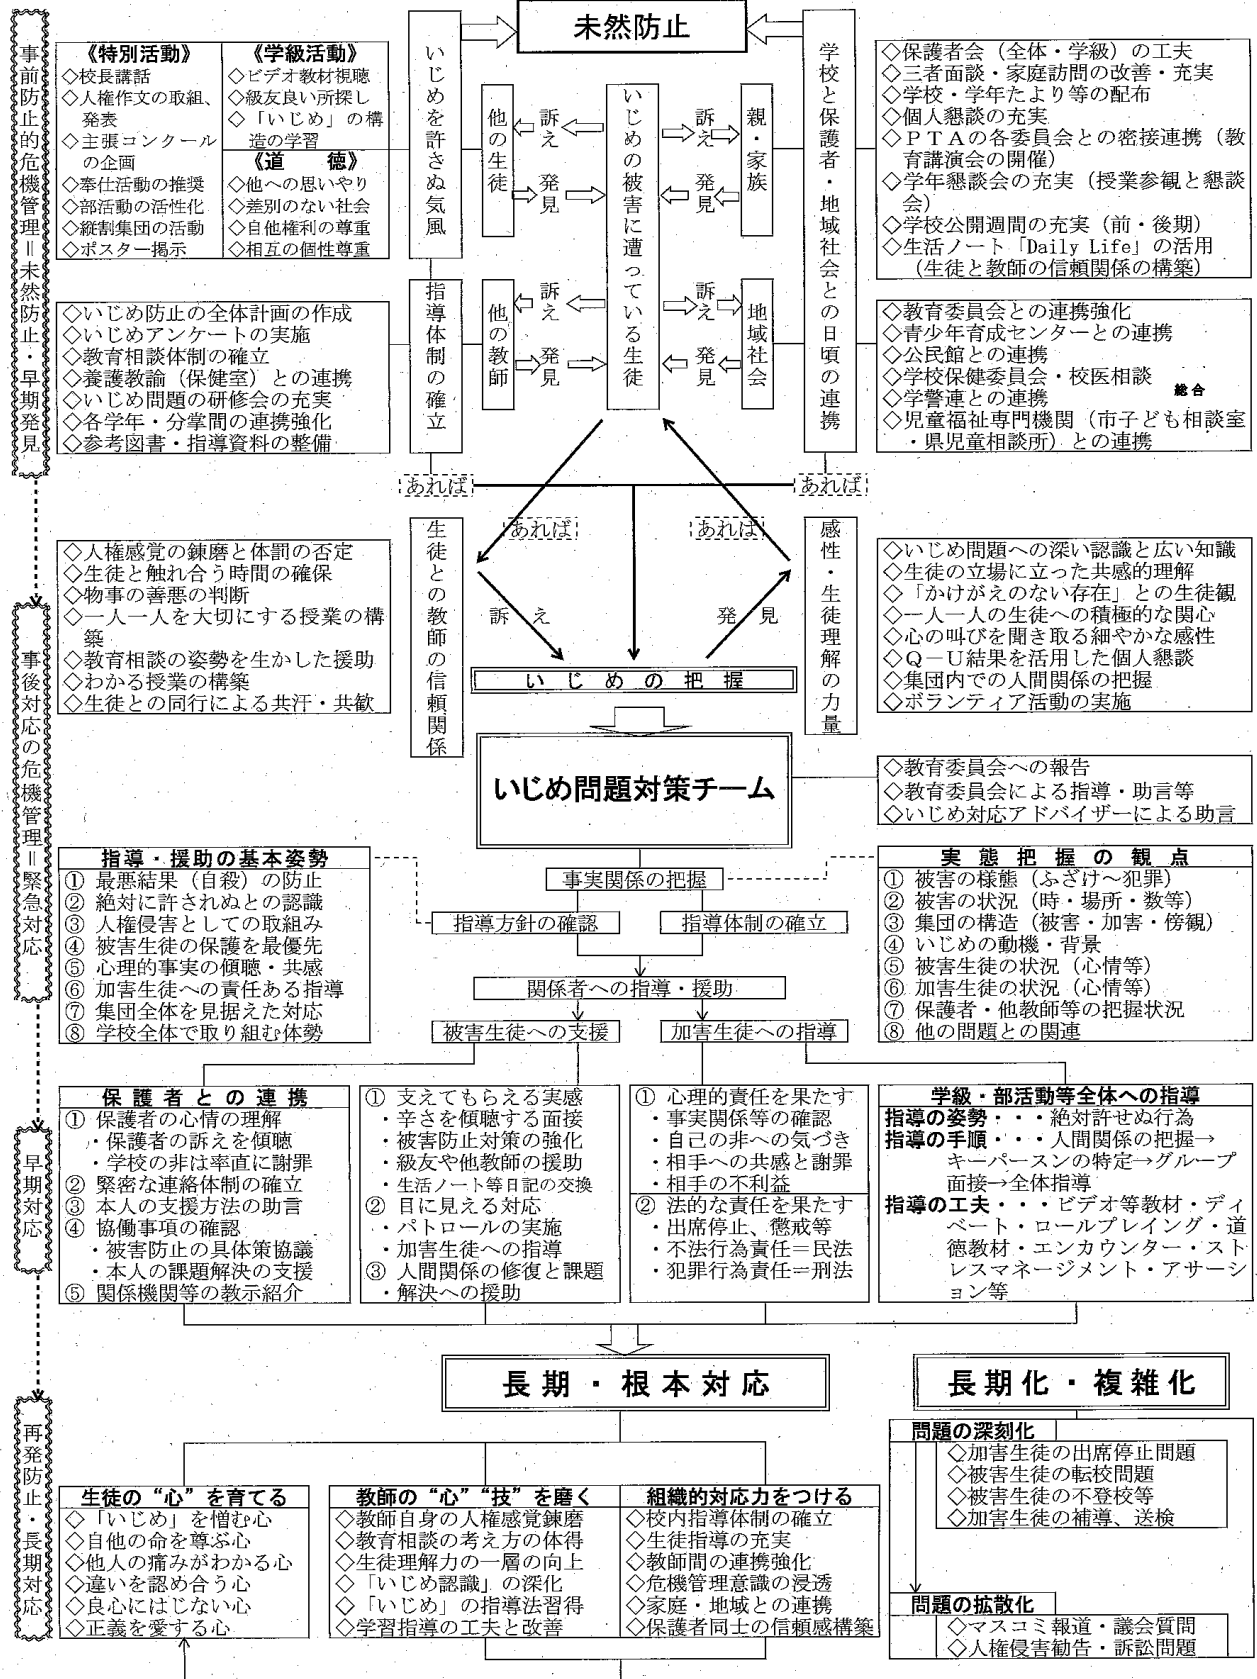 未然防止
事前防止的危機管理＝未然防止・早期発見
《特別活動》
◇校長講話
◇人権作文の取組、
発表
◇主張コンクール
の企画
◇奉仕活動の推奨
◇部活動の活性化
◇縦割集団の活動
◇ポスター掲示
《学級活動》
◇ビデオ教材視聴
◇級友良い所探し
◇「いじめ」の構
造の学習
《道　徳》
◇他への思いやり
◇差別のない社会
◇自他権利の尊重
◇相互の個性尊重
いじめを許さぬ気風
他の生徒
訴え
発見
いじめの被害に遭っている生徒
訴え
発見
親・家族
学校と保護者・地域社会との日頃の連携
◇保護者会（全体・学級）の工夫
◇三者面談・家庭訪問の改善・充実
◇学校・学年たより等の配布
◇個人懇談の充実
◇ＰＴＡの各委員会との密接連携（教
育講演会の開催）
◇学年懇談会の充実（授業参観と懇談
会）
◇学校公開週間の充実（前・後期）
◇生活ノート「Daily Life」の活用
（生徒と教師の信頼関係の構築）
◇いじめ防止の全体計画の作成
◇いじめアンケートの実施
◇教育相談体制の確立
◇養護教諭（保健室）との連携
◇いじめ問題の研修会の充実
◇各学年・分掌間の連携強化
◇参考図書・指導資料の整備
指導体制の確立
他の教師
訴え
発見
訴え
発見
地域社会
◇教育委員会との連携強化
◇青少年育成センターとの連携
◇公民館との連携
◇学校保健委員会・校医相談
◇学警連との連携
総合
◇児童福祉専門機関（市子ども相談室
・県児童相談所）との連携
あれば
あれば
あれば
あれば
事後対応の危機管理＝緊急対応
◇人権感覚の錬磨と体罰の否定
◇生徒と触れ合う時間の確保
◇物事の善悪の判断
◇一人一人を大切にする授業の構
築
◇教育相談の姿勢を生かした援助
◇わかる授業の構築
◇生徒との同行による共汗・共歓
生徒との教師の信頼関係
訴え
発見
いじめの把握
感性・生徒理解の力量
◇いじめ問題への深い認識と広い知識
◇生徒の立場に立った共感的理解
◇「かけがえのない存在」との生徒観
◇一人一人の生徒への積極的な関心
◇心の叫びを聞き取る細やかな感性
◇Ｑ－Ｕ結果を活用した個人懇談
◇集団内での人間関係の把握
◇ボランティア活動の実施
いじめ問題対策チーム
◇教育委員会への報告
◇教育委員会による指導・助言等
◇いじめ対応アドバイザーによる助言
指導・援助の基本姿勢
① 最悪結果（自殺）の防止
② 絶対に許されぬとの認識
③ 人権侵害としての取組み
④ 被害生徒の保護を最優先
⑤ 心理的事実の傾聴・共感
⑥ 加害生徒への責任ある指導
⑦ 集団全体を見据えた対応
⑧ 学校全体で取り組む体勢
事実関係の把握
指導方針の確認
指導体制の確立
関係者への指導・援助
被害生徒への支援
加害生徒への指導
実態把握の観点
① 被害の様態（ふざけ～犯罪）
② 被害の状況（時・場所・数等）
③ 集団の構造（被害・加害・傍観）
④ いじめの動機・背景
⑤ 被害生徒の状況（心情等）
⑥ 加害生徒の状況（心情等）
⑦ 保護者・他教師等の把握状況
⑧ 他の問題との関連
早期対応
保護者との連携
① 保護者の心情の理解
・保護者の訴えを傾聴
・学校の非は率直に謝罪
② 緊密な連絡体制の確立
③ 本人の支援方法の助言
④ 協働事項の確認
・被害防止の具体策協議
・本人の課題解決の支援
⑤ 関係機関等の教示紹介
① 支えてもらえる実感
・辛さを傾聴する面接
・被害防止対策の強化
・級友や他教師の援助
・生活ノート等日記の交換
② 目に見える対応
・パトロールの実施
・加害生徒への指導
③ 人間関係の修復と課題
・解決への援助
① 心理的責任を果たす
・事実関係等の確認
・自己の非への気づき
・相手への共感と謝罪
・相手の不利益
② 法的な責任を果たす
・出席停止、懲戒等
・不法行為責任＝民法
・犯罪行為責任＝刑法
学級・部活動等全体への指導
指導の姿勢・・・絶対許せぬ行為
指導の手順・・・人間関係の把握→
キーパースンの特定→グループ
面接→全体指導
指導の工夫・・・ビデオ等教材・ディ
ベート・ロールプレイング・道
徳教材・エンカウンター・スト
レスマネージメント・アサーシ
ョン等
長期・根本対応
長期化・複雑化
再発防止・長期対応
生徒の“心”を育てる
◇「いじめ」を憎む心
◇自他の命を尊ぶ心
◇他人の痛みがわかる心
◇違いを認め合う心
◇良心にはじない心
◇正義を愛する心
教師の“心”“技”を磨く
◇教師自身の人権感覚錬磨
◇教育相談の考え方の体得
◇生徒理解力の一層の向上
◇「いじめ認識」の深化
◇「いじめ」の指導法習得
◇学習指導の工夫と改善
組織的対応力をつける
◇校内指導体制の確立
◇生徒指導の充実
◇教師間の連携強化
◇危機管理意識の浸透
◇家庭・地域との連携
◇保護者同士の信頼感構築
問題の深刻化
◇加害生徒の出席停止問題
◇被害生徒の転校問題
◇被害生徒の不登校等
◇加害生徒の補導、送検
問題の拡散化
◇マスコミ報道・議会質問
◇人権侵害勧告・訴訟問題